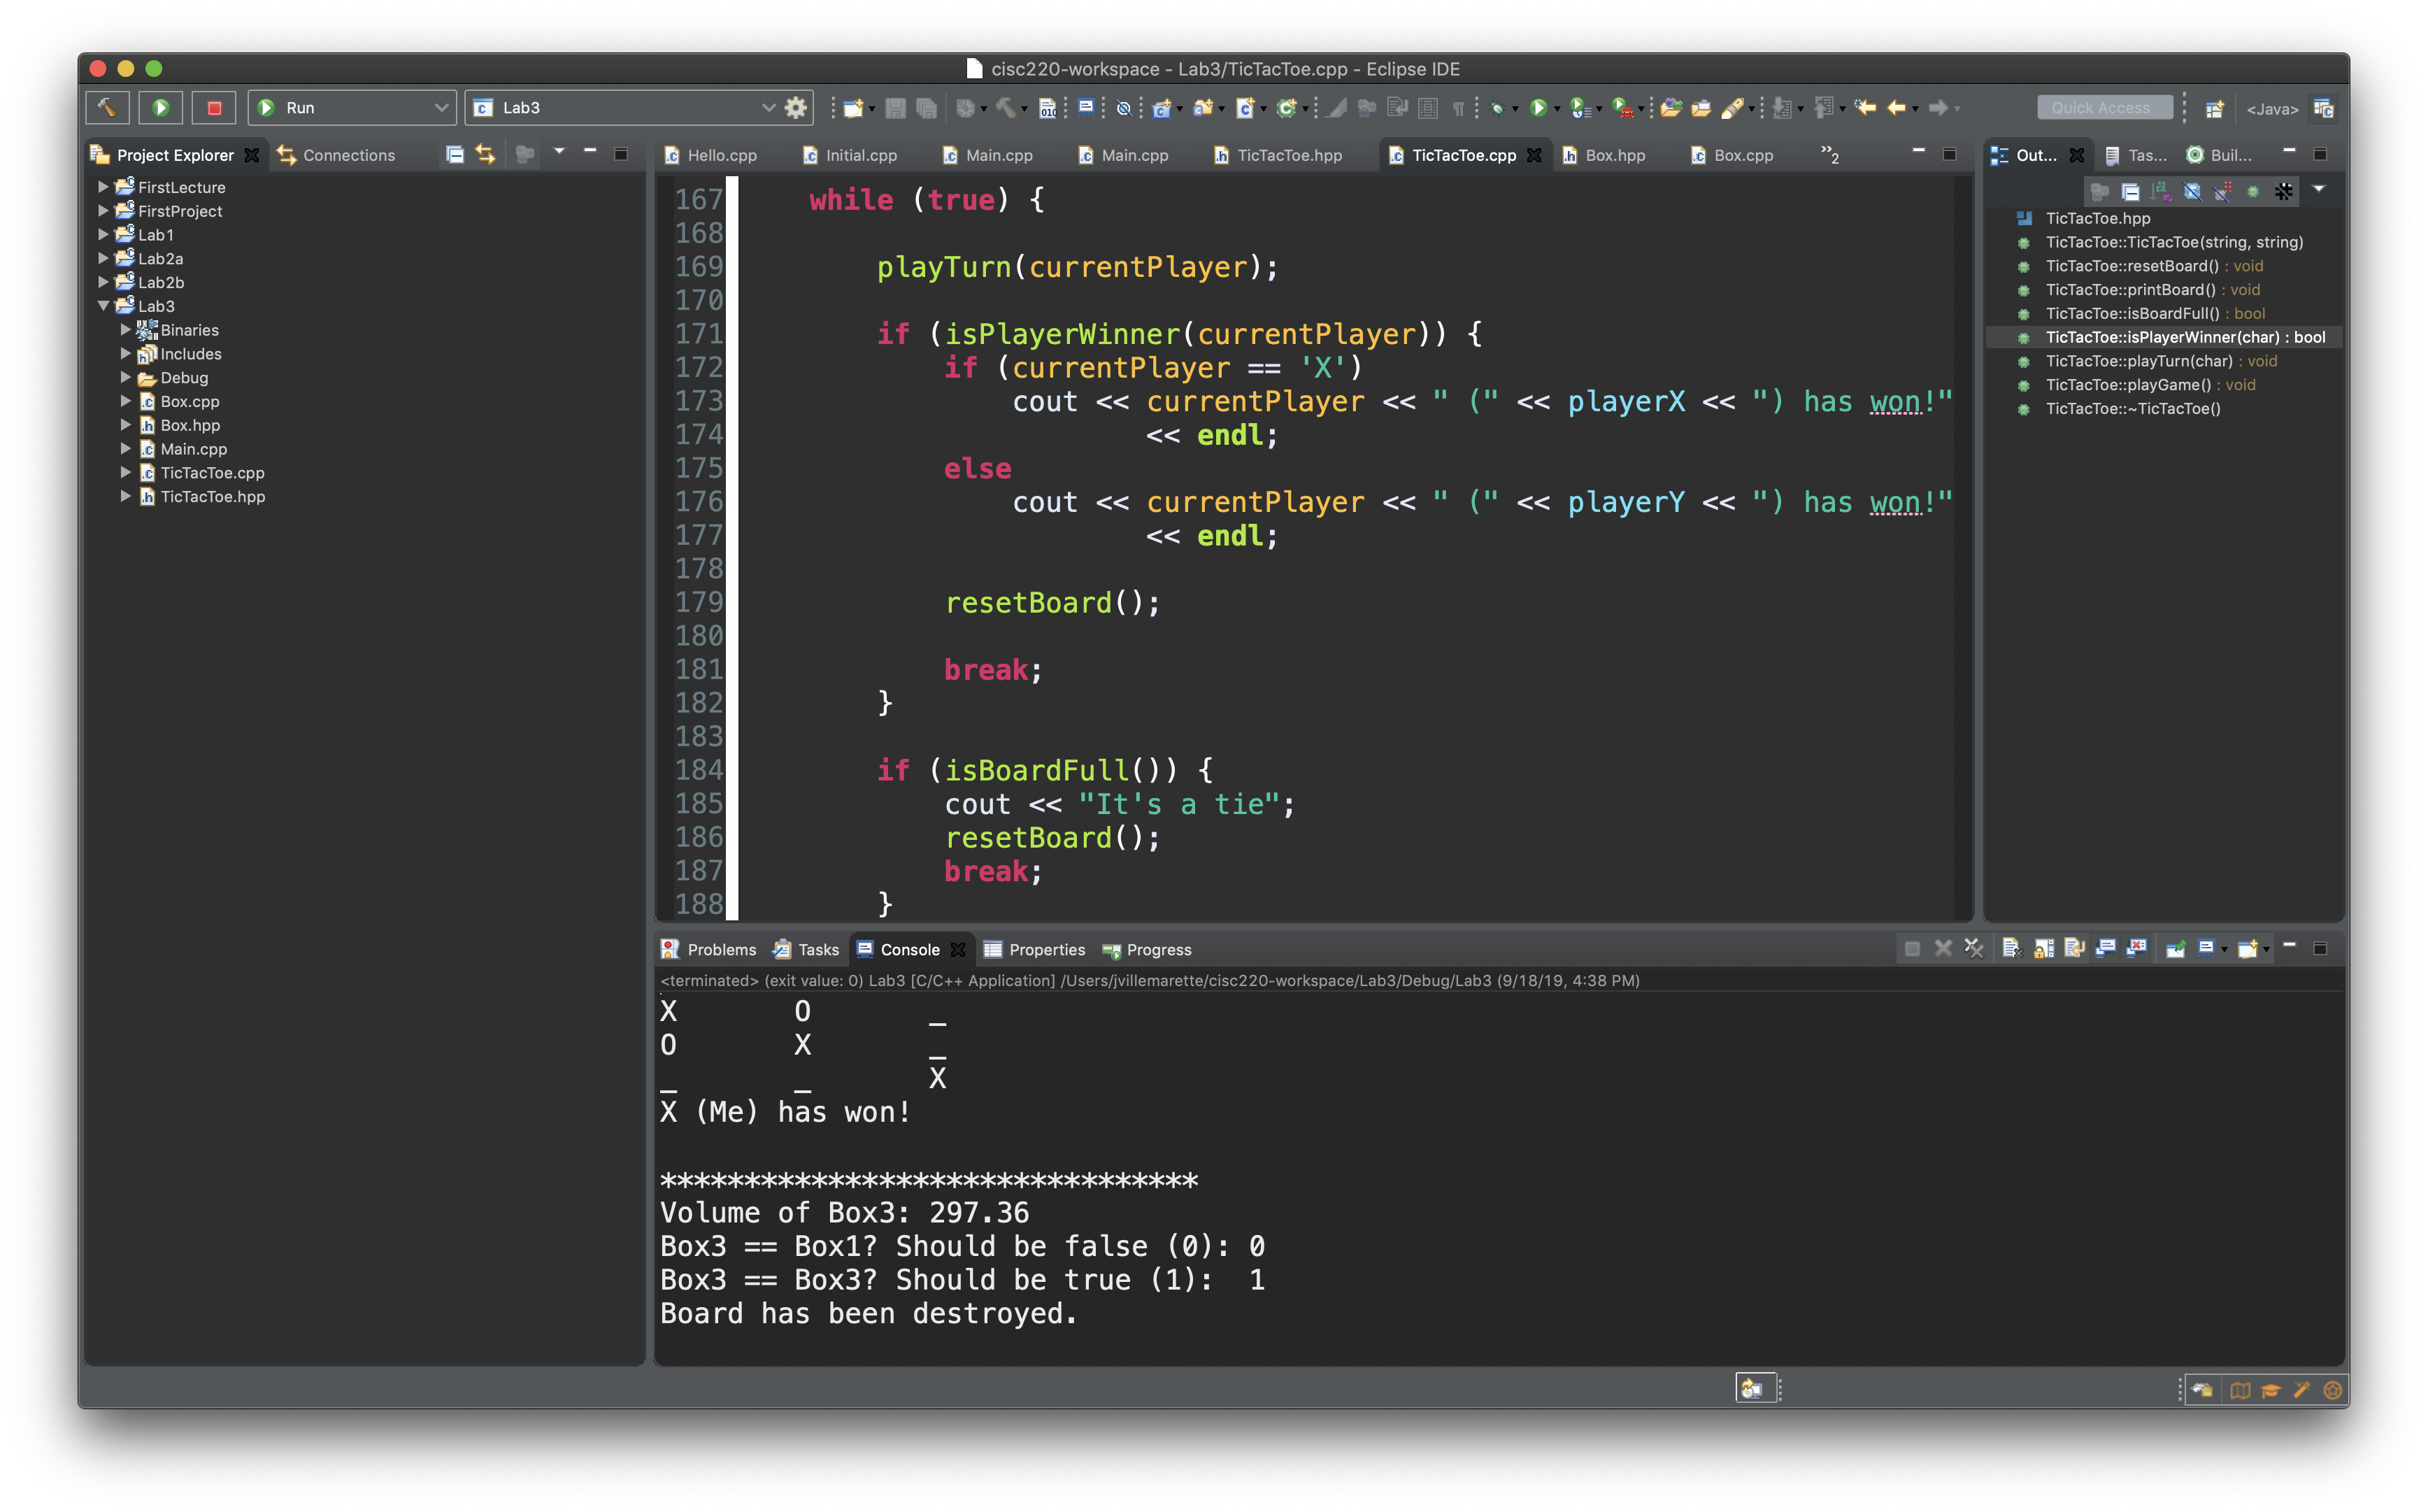 cisc220-workspace - Lab3/TicTacToe.cpp - Eclipse IDE
Run
Lab3
Quick Access
<Java>
Project Explorer
Connections
FirstLecture
FirstProject
Lab1
Lab2a
Lab2b
Lab3
Binaries
Includes
Debug
Box.cpp
Box.hpp
Main.cpp
TicTacToe.cpp
TicTacToe.hpp
Hello.cpp Initial.cpp Main.cpp Main.cpp TicTacToe.hpp TicTacToe.cpp Box.hpp Box.cpp »2
167 while (true) {
168
169 playTurn(currentPlayer);
170
171 if (isPlayerWinner(currentPlayer)) {
172 if (currentPlayer == 'X')
173 cout << currentPlayer << " (" << playerX << ") has won!"
174 << endl;
175 else
176 cout << currentPlayer << " (" << playerY << ") has won!"
177 << endl;
178
179 resetBoard();
180
181 break;
182 }
183
184 if (isBoardFull()) {
185 cout << "It's a tie";
186 resetBoard();
187 break;
188 }
Out... Tas... Buil...
TicTacToe.hpp
TicTacToe::TicTacToe(string, string)
TicTacToe::resetBoard() : void
TicTacToe::printBoard() : void
TicTacToe::isBoardFull() : bool
TicTacToe::isPlayerWinner(char) : bool
TicTacToe::playTurn(char) : void
TicTacToe::playGame() : void
TicTacToe::~TicTacToe()
Problems Tasks Console Properties Progress
<terminated> (exit value: 0) Lab3 [C/C++ Application] /Users/jvillemarette/cisc220-workspace/Lab3/Debug/Lab3 (9/18/19, 4:38 PM)
X O _
O X _
_ _ X
X (Me) has won!
********************************
Volume of Box3: 297.36
Box3 == Box1? Should be false (0): 0
Box3 == Box3? Should be true (1): 1
Board has been destroyed.